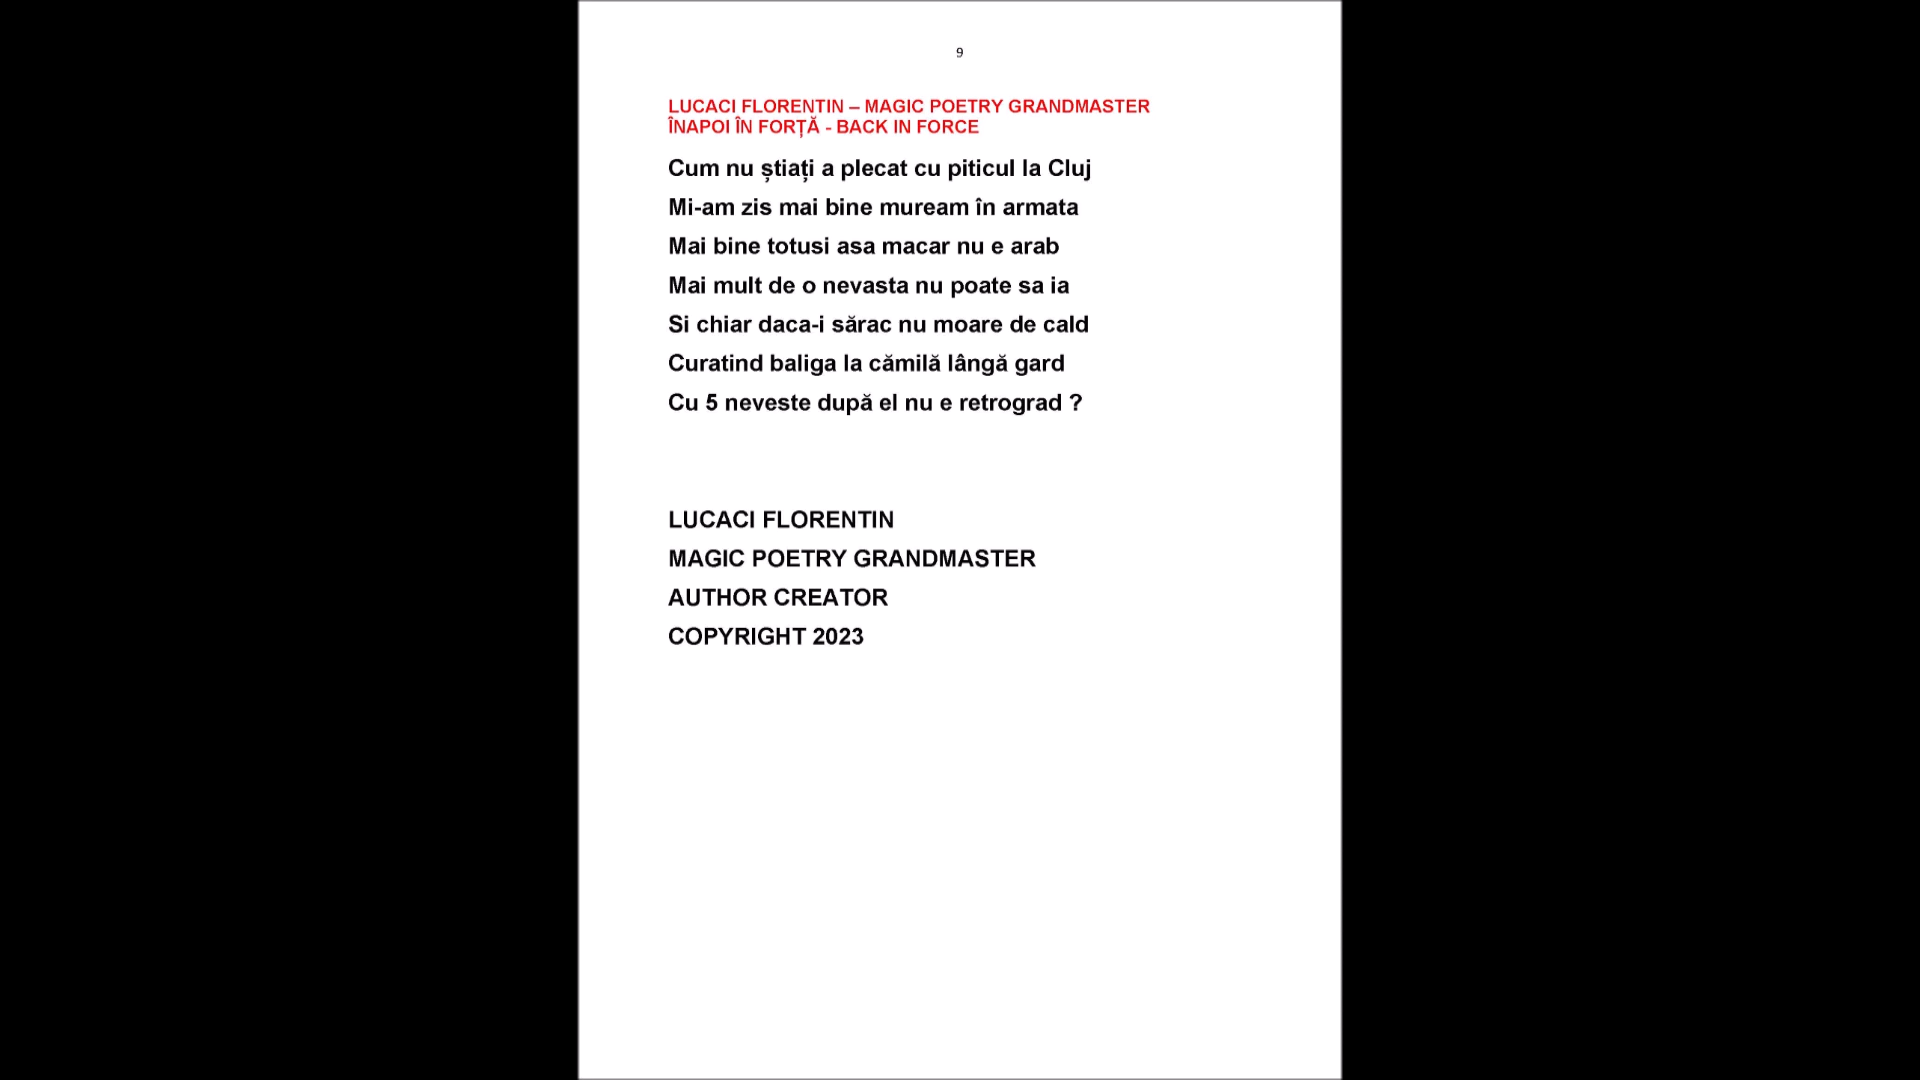 9
LUCACI FLORENTIN – MAGIC POETRY GRANDMASTER
ÎNAPOI ÎN FORȚĂ - BACK IN FORCE
Cum nu știați a plecat cu piticul la Cluj
Mi-am zis mai bine muream în armata
Mai bine totusi asa macar nu e arab
Mai mult de o nevasta nu poate sa ia
Si chiar daca-i sărac nu moare de cald
Curatind baliga la cămilă lângă gard
Cu 5 neveste după el nu e retrograd ?
LUCACI FLORENTIN
MAGIC POETRY GRANDMASTER
AUTHOR CREATOR
COPYRIGHT 2023